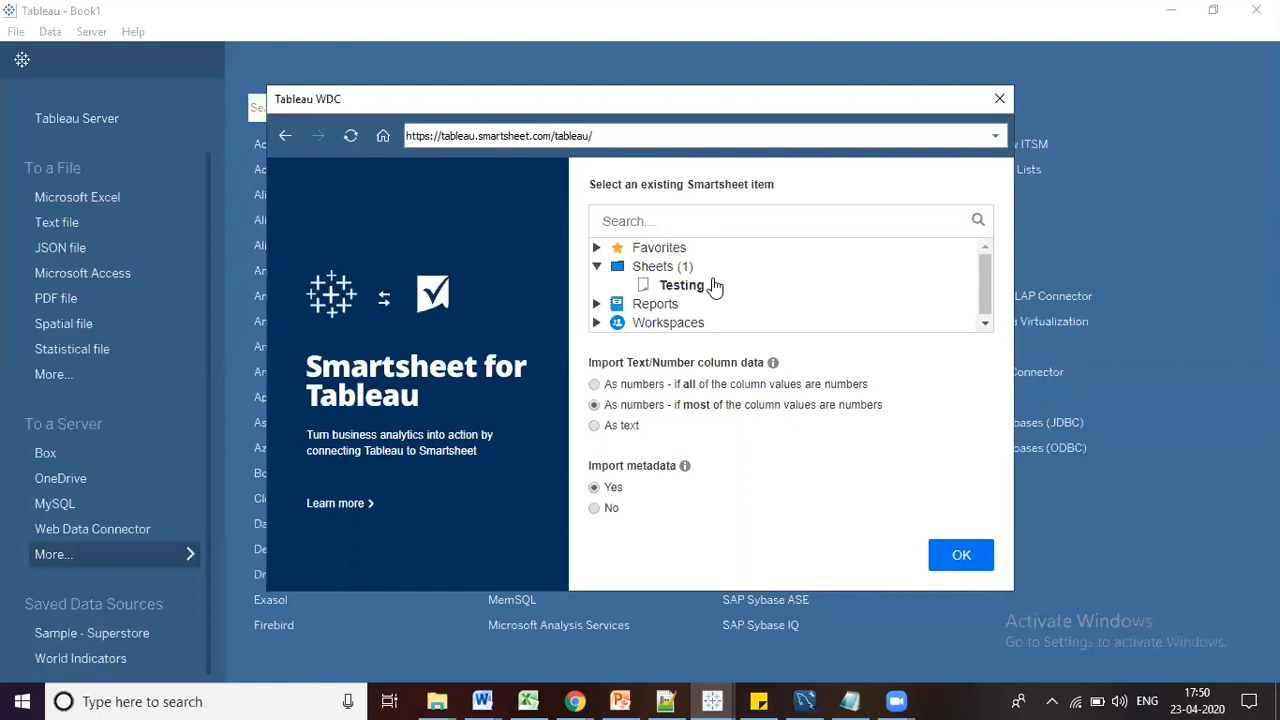 Tableau - Book1
File Data Server Help
Tableau Server
To a File
Microsoft Excel
Text file
JSON file
Microsoft Access
PDF file
Spatial file
Statistical file
More...
To a Server
Box
OneDrive
MySQL
Web Data Connector
More...
Saved Data Sources
Sample - Superstore
World Indicators
Tableau WDC
https://tableau.smartsheet.com/tableau/
Smartsheet for
Tableau
Turn business analytics into action by
connecting Tableau to Smartsheet
Learn more
Select an existing Smartsheet item
Search...
Favorites
Sheets (1)
Testing
Reports
Workspaces
Import Text/Number column data
As numbers - if all of the column values are numbers
As numbers - if most of the column values are numbers
As text
Import metadata
Yes
No
OK
ITSM
Lists
Connector
Virtualization
(JDBC)
(ODBC)
Exasol MemSQL SAP Sybase ASE
Firebird Microsoft Analysis Services SAP Sybase IQ
Activate Windows
Go to Settings to activate Windows.
Type here to search
ENG
17:50
23-04-2020